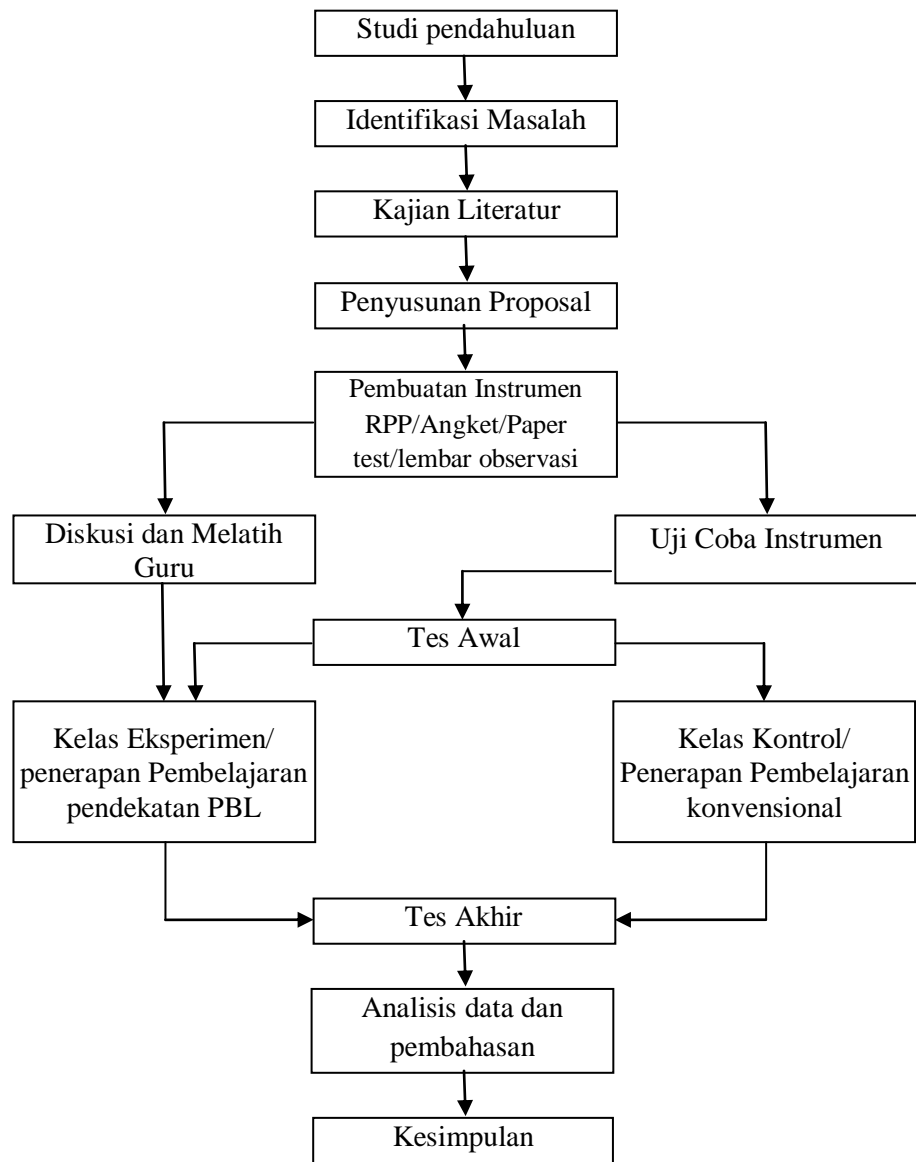 Studi pendahuluan
Identifikasi Masalah
Kajian Literatur
Penyusunan Proposal
Pembuatan Instrumen
RPP/Angket/Paper
test/lembar observasi
Diskusi dan Melatih
Guru
Uji Coba Instrumen
Tes Awal
Kelas Eksperimen/
penerapan Pembelajaran
pendekatan PBL
Kelas Kontrol/
Penerapan Pembelajaran
konvensional
Tes Akhir
Analisis data dan
pembahasan
Kesimpulan